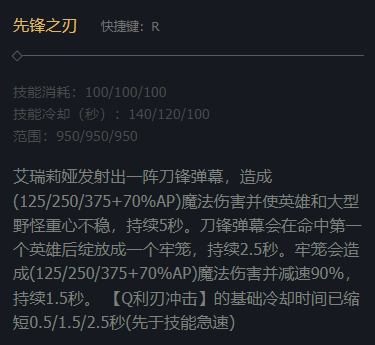 先锋之刃 快捷键：R
技能消耗：100/100/100
技能冷却（秒）：140/120/100
范围：950/950/950
艾瑞莉娅发射出一阵刀锋弹幕，造成
(125/250/375+70%AP)魔法伤害并使英雄和大型
野怪重心不稳，持续5秒。刀锋弹幕会在命中第一
个英雄后绽放成一个牢笼，持续2.5秒。牢笼会造
成(125/250/375+70%AP)魔法伤害并减速90%，
持续1.5秒。 【Q利刃冲击】的基础冷却时间已缩
短0.5/1.5/2.5秒(先于技能急速)